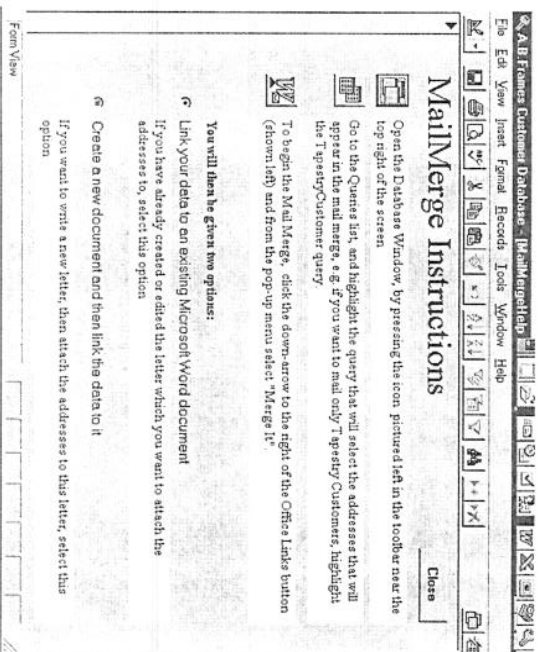 A.B.Frames Customer Database - [MailMergeHelp
File Edit View Insert Format Records Tools Window Help
MailMerge Instructions
Close
Open the Database Window, by pressing the icon pictured left in the toolbar near the
top right of the screen
Go to the Queries list, and highlight the query that will select the addresses that will
appear in the mail merge, e.g. if you want to mail only Tapestry Customers, highlight
the TapestryCustomer query.
To begin the Mail Merge, click the down-arrow to the right of the Office Links button
(shown left) and from the pop-up menu select "Merge It".
You will then be given two options:
Link your data to an existing Microsoft Word document
If you have already created or edited the letter which you want to attach the
addresses to, select this option
Create a new document and then link the data to it
If you want to write a new letter, then attach the addresses to this letter, select this
option
Form View